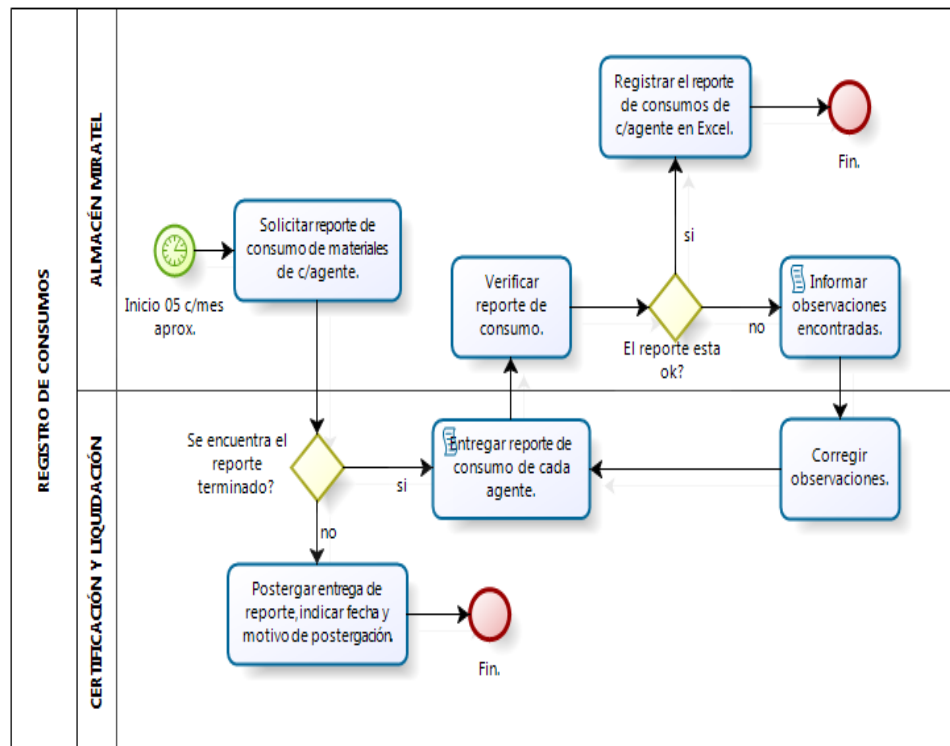 REGISTRO DE CONSUMOS
ALMACÉN MIRATEL
Inicio 05 c/mes
aprox.
Solicitar reporte de
consumo de materiales
de c/agente.
Verificar
reporte de
consumo.
El reporte esta
ok?
si
Registrar el reporte
de consumos de
c/agente en Excel.
Fin.
no
Informar
observaciones
encontradas.
CERTIFICACIÓN Y LIQUIDACIÓN
Se encuentra el
reporte
terminado?
si
Entregar reporte de
consumo de cada
agente.
Corregir
observaciones.
no
Postergar entrega de
reporte, indicar fecha y
motivo de postergación.
Fin.